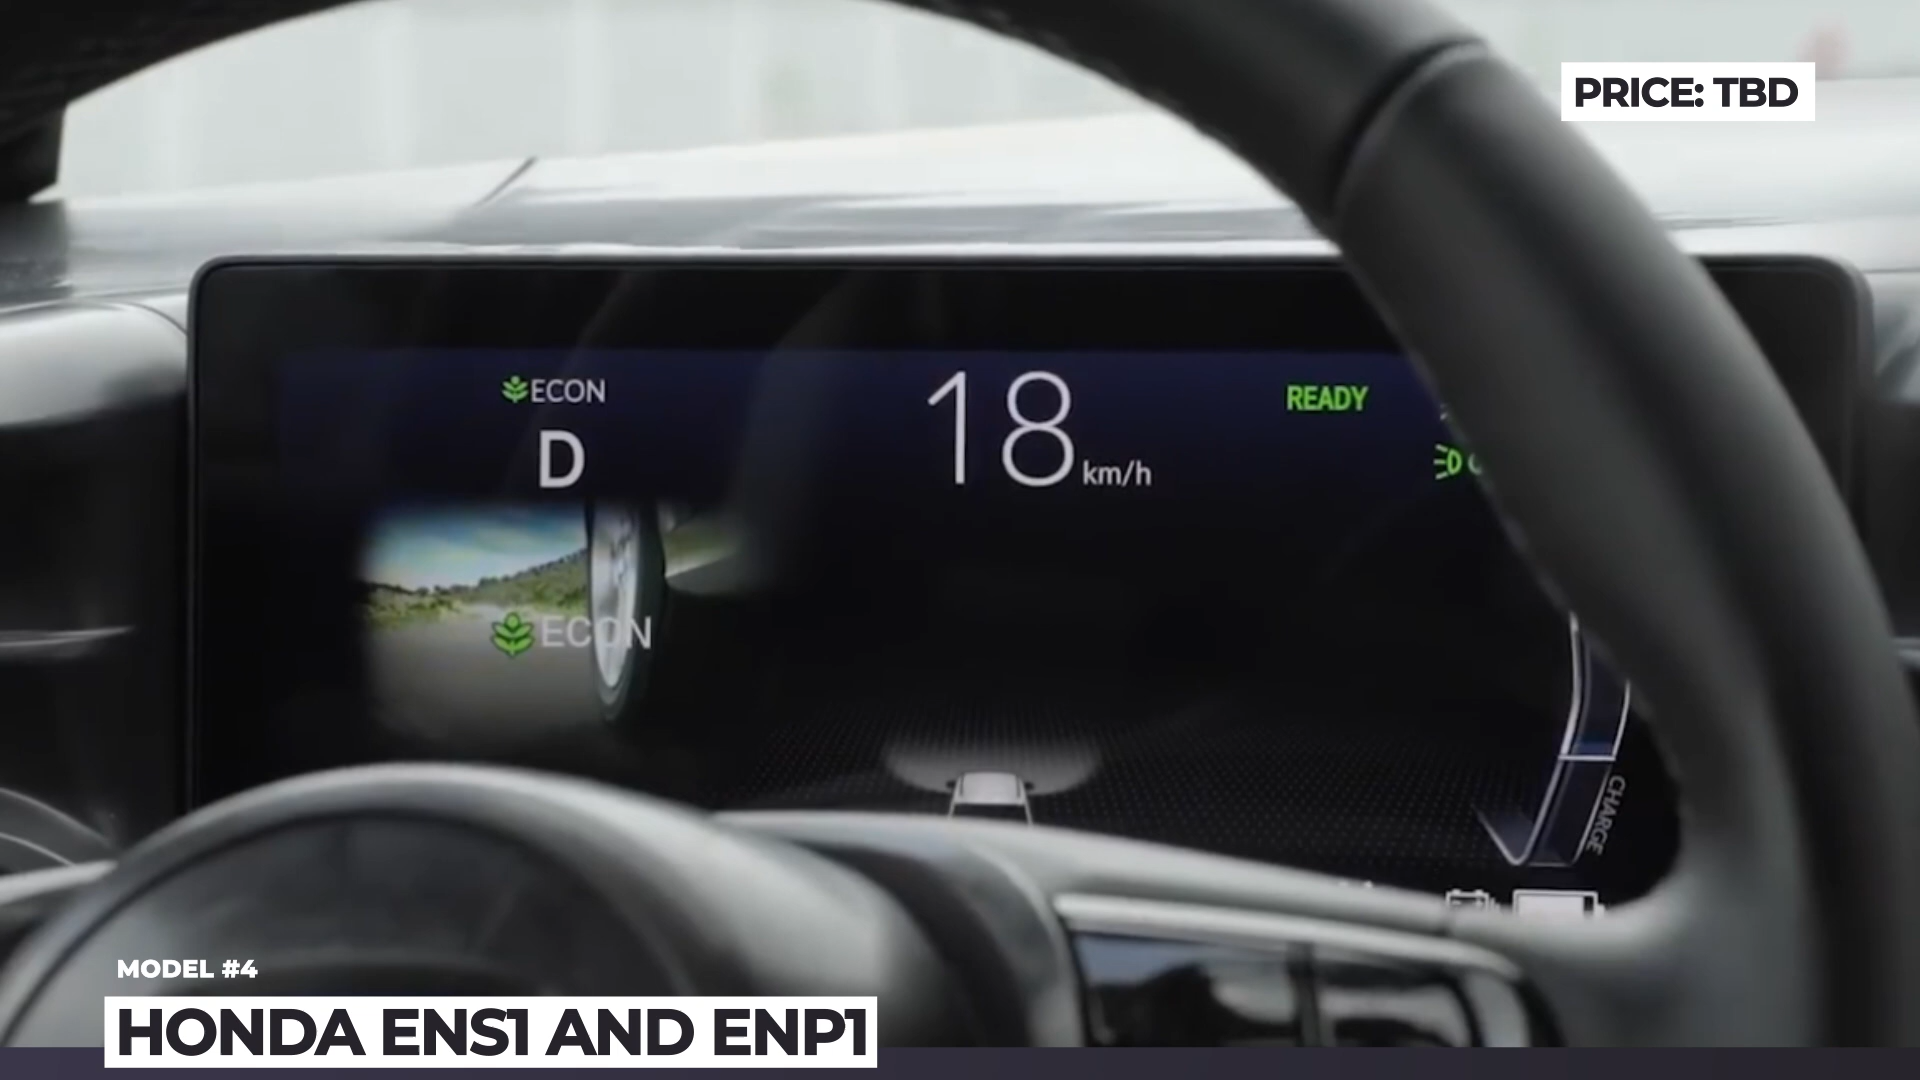 PRICE: TBD
ECON
18 km/h
READY
D
ECON
CHARGE
MODEL #4
HONDA ENS1 AND ENP1